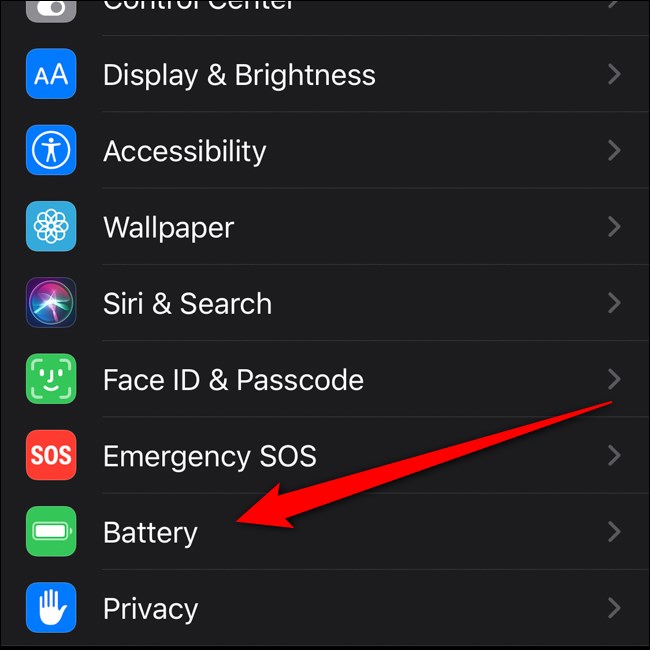 Control Center
AA Display & Brightness
Accessibility
Wallpaper
Siri & Search
Face ID & Passcode
SOS Emergency SOS
Battery
Privacy